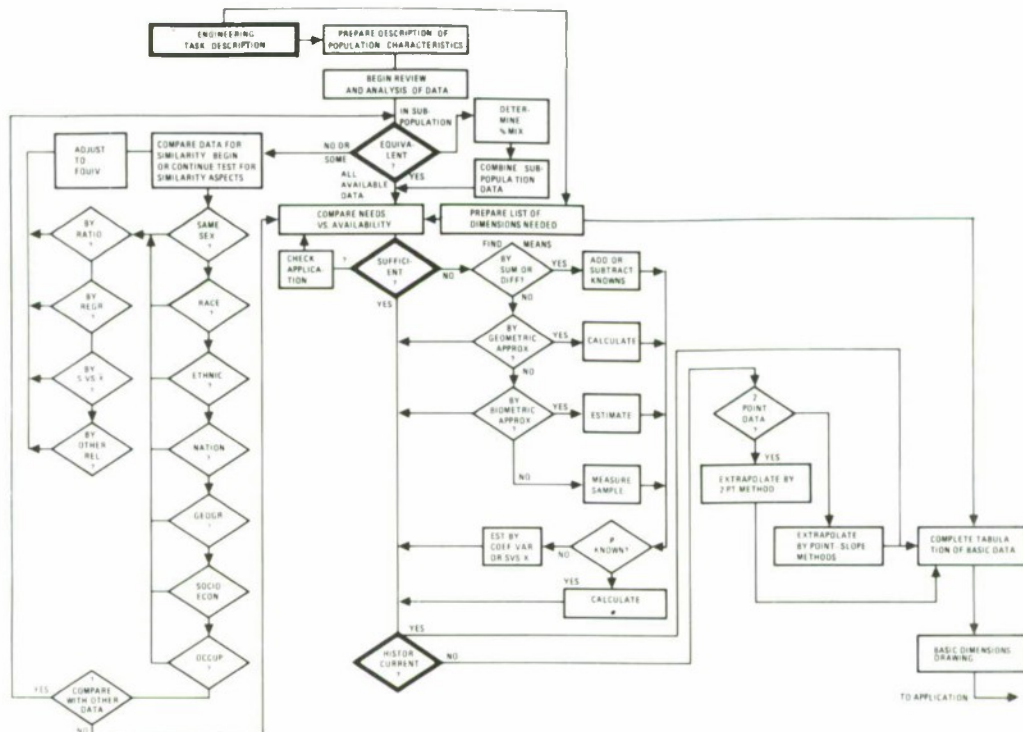 ENGINEERING
TASK DESCRIPTION
PREPARE DESCRIPTION OF
POPULATION CHARACTERISTICS
BEGIN REVIEW
AND ANALYSIS OF DATA
IN SUB-
POPULATION
DETER-
MINE
% MIX
ADJUST
TO
EQUIV
COMPARE DATA FOR
SIMILARITY BEGIN
OR CONTINUE TEST FOR
SIMILARITY ASPECTS
NO OR
SOME
EQUIVA-
LENT
?
YES
ALL
AVAILABLE
DATA
COMBINE SUB-
POPULATION
DATA
COMPARE NEEDS
VS. AVAILABILITY
PREPARE LIST OF
DIMENSIONS NEEDED
BY
RATIO
?
SAME
SEX
?
CHECK
APPLICA-
TION
?
SUFFICI-
ENT
?
NO
YES
FIND MEANS
BY
SUM OR
DIFF?
YES
NO
ADD OR
SUBTRACT
KNOWNS
BY
REGR
?
RACE
?
BY
GEOMETRIC
APPROX
?
YES
NO
CALCULATE
BY
S VS X̄
?
ETHNIC
?
BY
BIOMETRIC
APPROX
?
YES
NO
ESTIMATE
2
POINT
DATA
?
YES
BY
OTHER
REL
?
NATION
?
MEASURE
SAMPLE
EXTRAPOLATE BY
2 PT METHOD
GEOGR
?
EST BY
COEF VAR
OR SVS X
NO
KNOWN?
YES
EXTRAPOLATE
BY POINT-SLOPE
METHODS
COMPLETE TABULA
TION OF BASIC DATA
SOCIO
ECON
?
CALCULATE
YES
OCCUP
?
HISTOR
CURRENT
?
NO
BASIC DIMENSIONS
DRAWING
YES
?
COMPARE
WITH OTHER
DATA
NO
TO APPLICATION